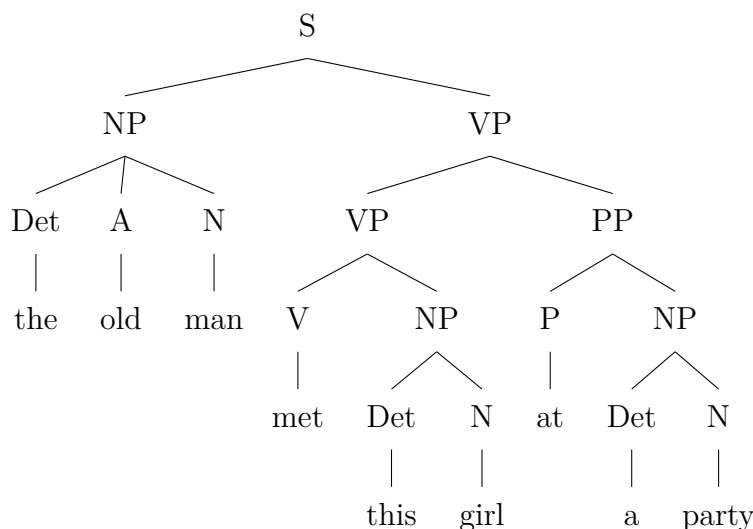 S
NP VP
Det A N VP PP
the old man V NP P NP
met Det N at Det N
this girl a party